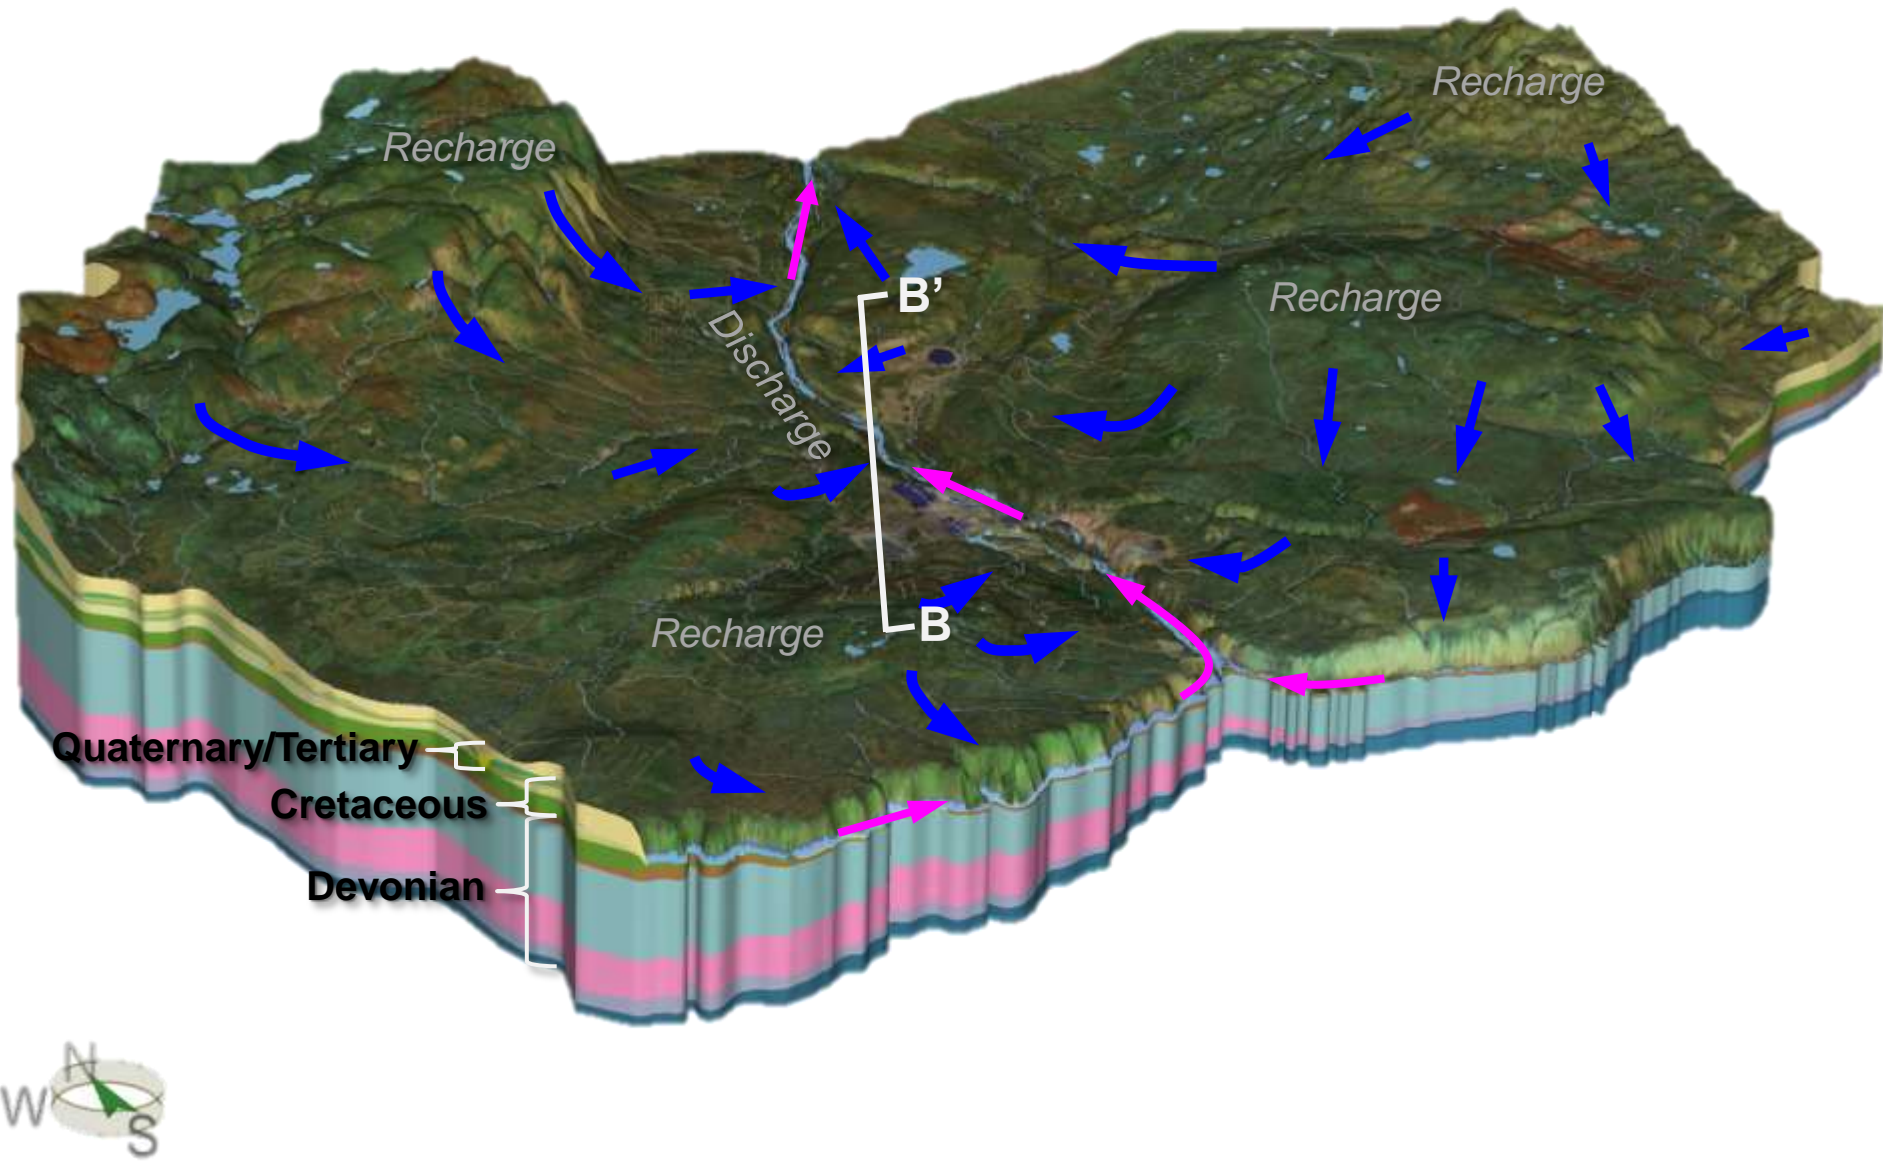 Recharge
Recharge
Recharge
B’
Discharge
B
Recharge
Quaternary/Tertiary
Cretaceous
Devonian
N
W
S